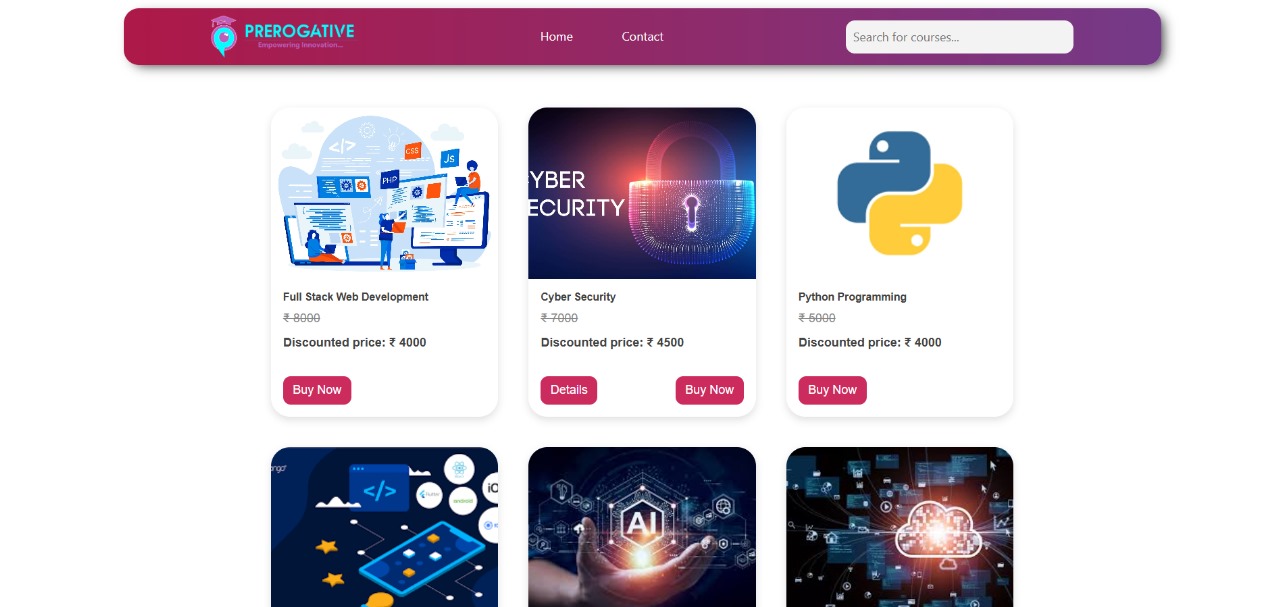 PREROGATIVE
Empowering Innovation...
Home
Contact
Search for courses...
</>
CSS
Js
PHP
YBER
ECURITY
Full Stack Web Development
₹ 8000
Discounted price: ₹ 4000
Buy Now
Cyber Security
₹ 7000
Discounted price: ₹ 4500
Details
Buy Now
Python Programming
₹ 5000
Discounted price: ₹ 4000
Buy Now
</>
Flutter
android
iO
AI